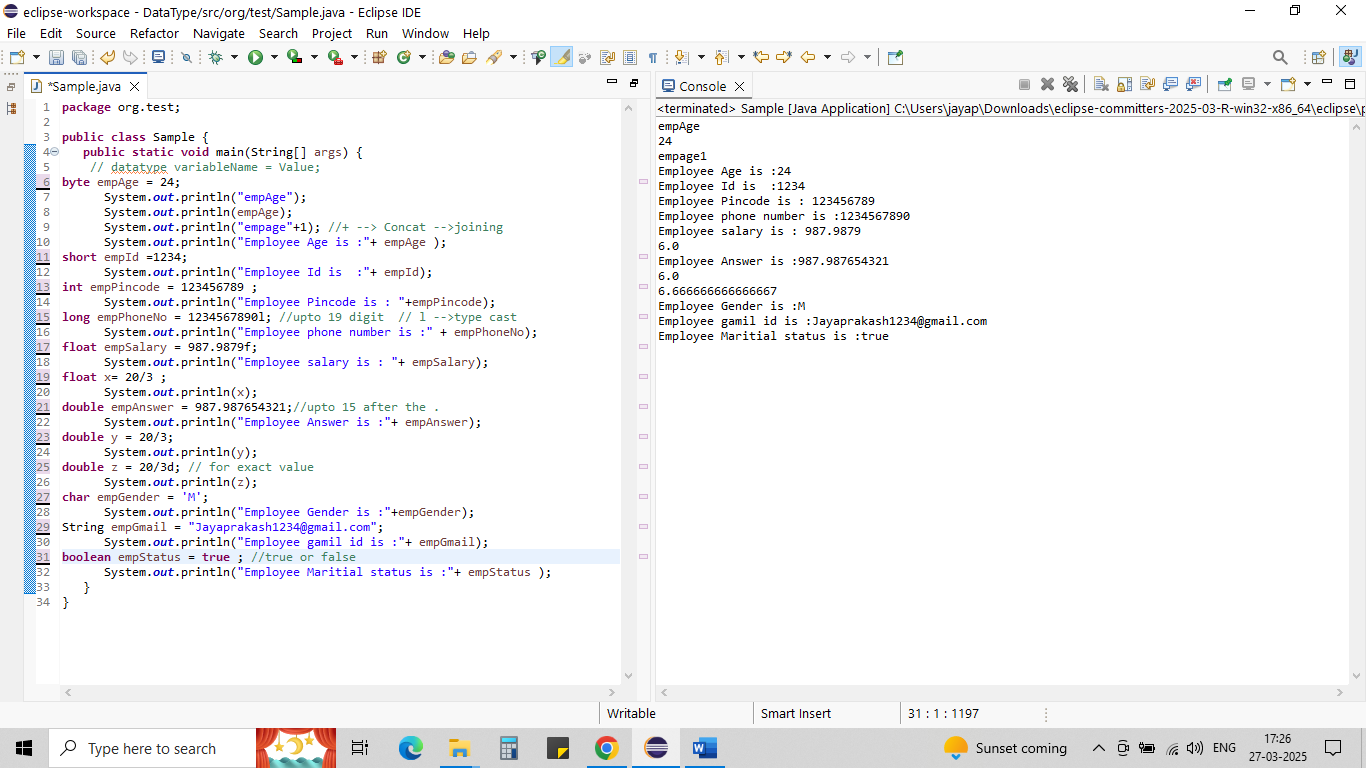 eclipse-workspace - DataType/src/org/test/Sample.java - Eclipse IDE
File Edit Source Refactor Navigate Search Project Run Window Help
*Sample.java
1 package org.test;
2
3 public class Sample {
4 public static void main(String[] args) {
5 // datatype variableName = Value;
6 byte empAge = 24;
7 System.out.println("empAge");
8 System.out.println(empAge);
9 System.out.println("empage"+1); //+ --> Concat -->joining
10 System.out.println("Employee Age is :"+ empAge );
11 short empId =1234;
12 System.out.println("Employee Id is  :"+ empId);
13 int empPincode = 123456789 ;
14 System.out.println("Employee Pincode is : "+empPincode);
15 long empPhoneNo = 1234567890l; //upto 19 digit  // l -->type cast
16 System.out.println("Employee phone number is :" + empPhoneNo);
17 float empSalary = 987.9879f;
18 System.out.println("Employee salary is : "+ empSalary);
19 float x= 20/3 ;
20 System.out.println(x);
21 double empAnswer = 987.987654321;//upto 15 after the .
22 System.out.println("Employee Answer is :"+ empAnswer);
23 double y = 20/3;
24 System.out.println(y);
25 double z = 20/3d; // for exact value
26 System.out.println(z);
27 char empGender = 'M';
28 System.out.println("Employee Gender is :"+empGender);
29 String empGmail = "Jayaprakash1234@gmail.com";
30 System.out.println("Employee gamil id is :"+ empGmail);
31 boolean empStatus = true ; //true or false
32 System.out.println("Employee Maritial status is :"+ empStatus );
33 }
34 }
Console
<terminated> Sample [Java Application] C:\Users\jayap\Downloads\eclipse-committers-2025-03-R-win32-x86_64\eclipse\p
empAge
24
empage1
Employee Age is :24
Employee Id is  :1234
Employee Pincode is : 123456789
Employee phone number is :1234567890
Employee salary is : 987.9879
6.0
Employee Answer is :987.987654321
6.0
6.666666666666667
Employee Gender is :M
Employee gamil id is :Jayaprakash1234@gmail.com
Employee Maritial status is :true
Writable
Smart Insert
31 : 1 : 1197
Type here to search
Sunset coming
ENG
17:26
27-03-2025